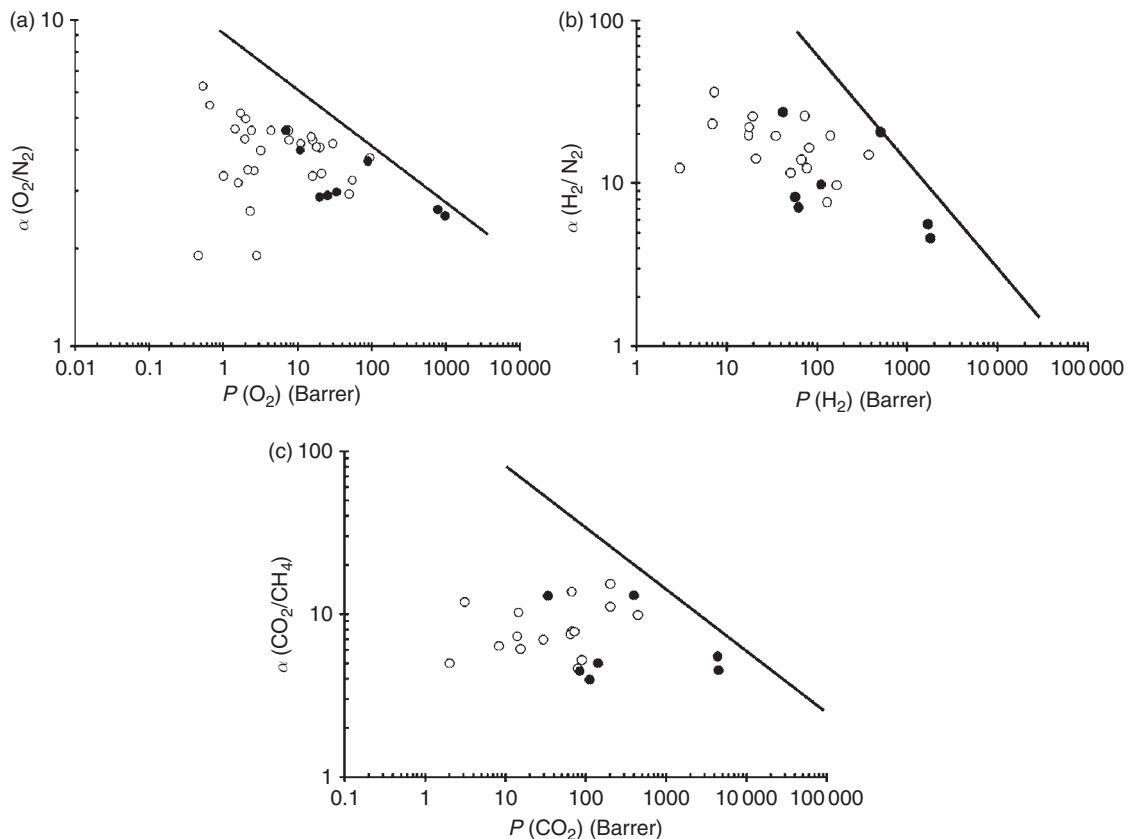 (a)
10
α (O₂/N₂)
1
0.01 0.1 1 10 100 1000 10 000
P (O₂) (Barrer)
(b)
100
α (H₂/ N₂)
10
1
1 10 100 1000 10 000 100 000
P (H₂) (Barrer)
(c)
100
α (CO₂/CH₄)
10
1
0.1 1 10 100 1000 10 000 100 000
P (CO₂) (Barrer)